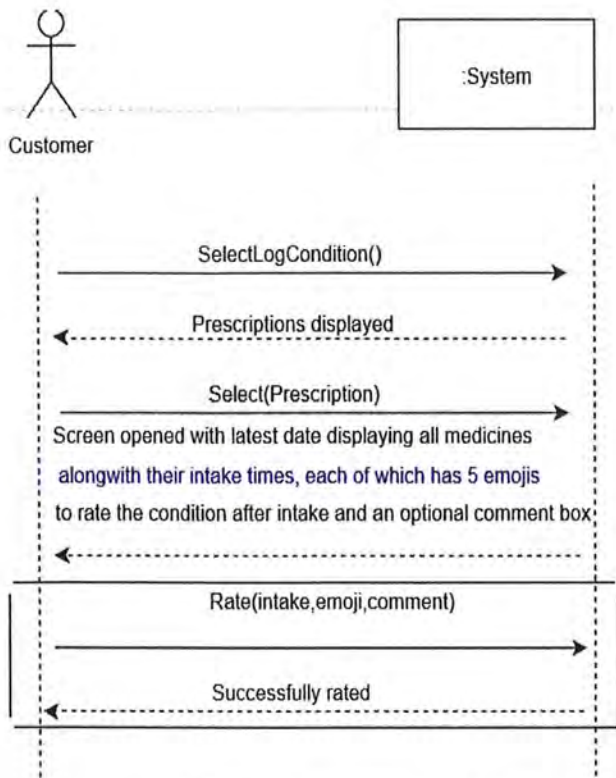 :System
Customer
SelectLogCondition()
Prescriptions displayed
Select(Prescription)
Screen opened with latest date displaying all medicines
alongwith their intake times, each of which has 5 emojis
to rate the condition after intake and an optional comment box
Rate(intake,emoji,comment)
Successfully rated